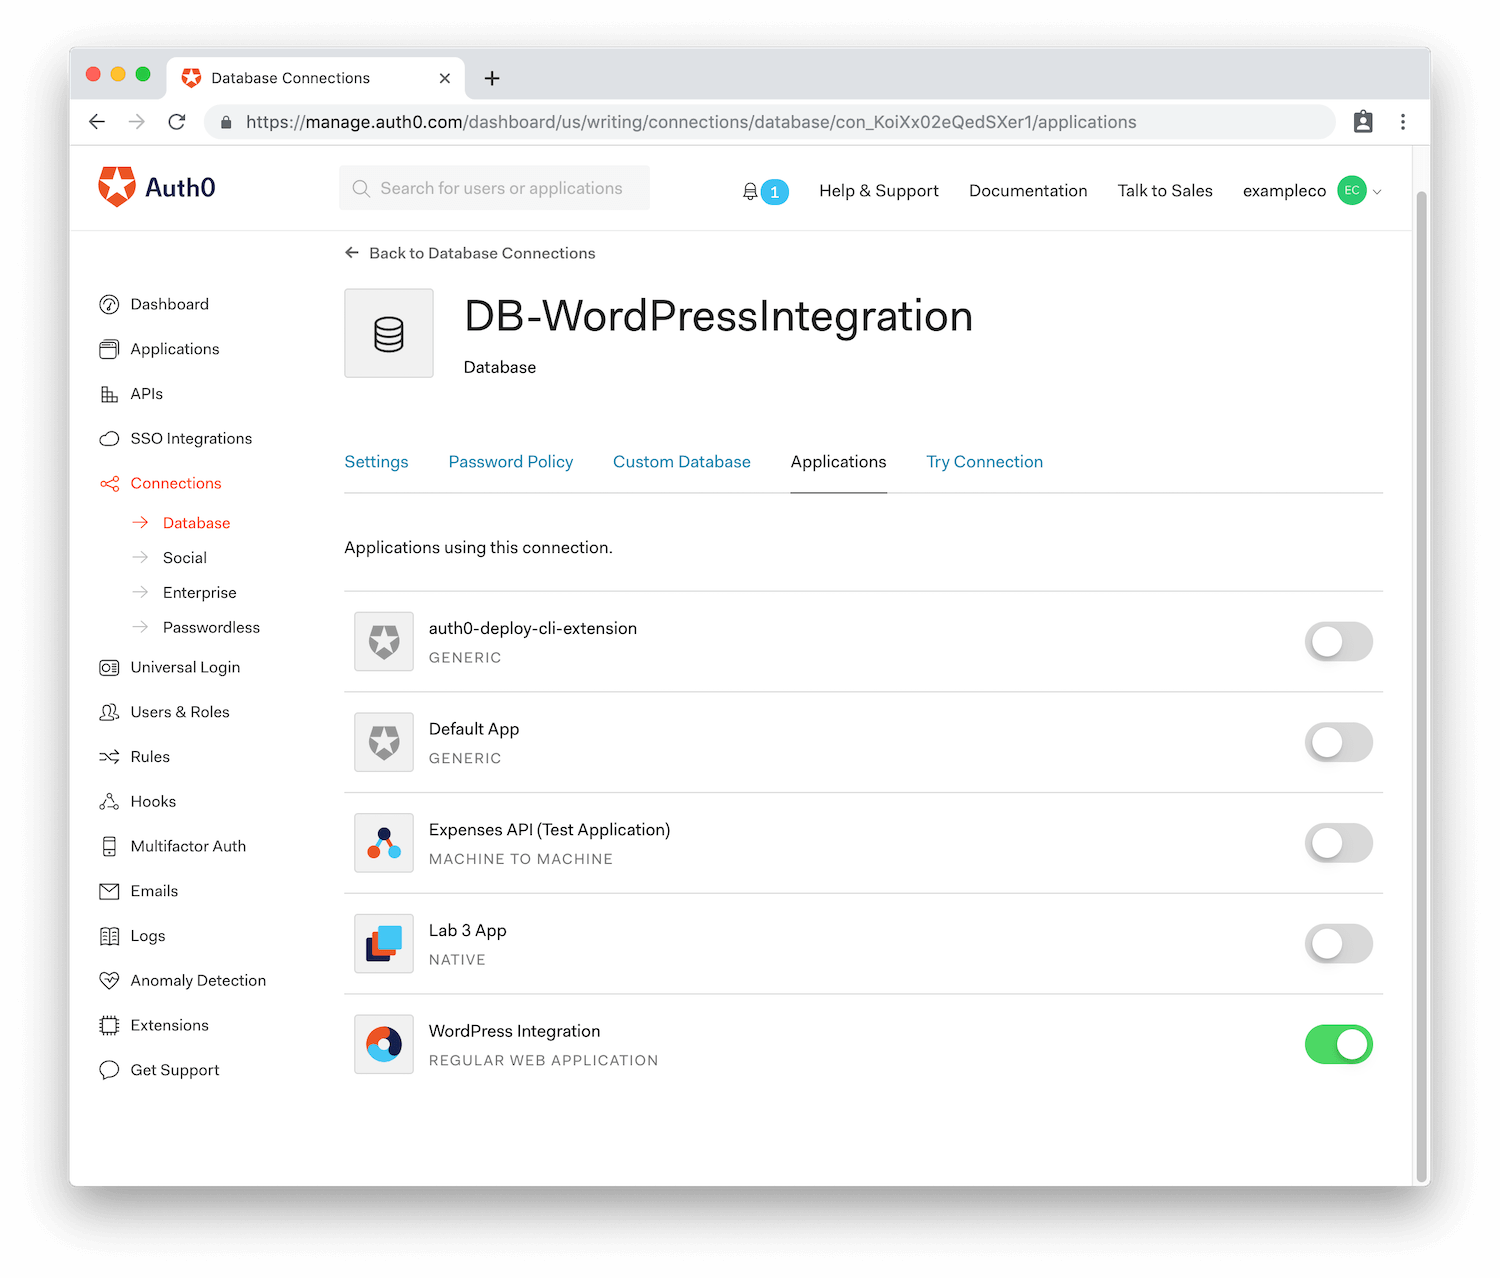 Database Connections
https://manage.auth0.com/dashboard/us/writing/connections/database/con_KoiXx02eQedSXer1/applications
Auth0
Search for users or applications
1
Help & Support
Documentation
Talk to Sales
exampleco
EC
Back to Database Connections
DB-WordPressIntegration
Database
Dashboard
Applications
APIs
SSO Integrations
Connections
Database
Social
Enterprise
Passwordless
Universal Login
Users & Roles
Rules
Hooks
Multifactor Auth
Emails
Logs
Anomaly Detection
Extensions
Get Support
Settings
Password Policy
Custom Database
Applications
Try Connection
Applications using this connection.
auth0-deploy-cli-extension
GENERIC
Default App
GENERIC
Expenses API (Test Application)
MACHINE TO MACHINE
Lab 3 App
NATIVE
WordPress Integration
REGULAR WEB APPLICATION